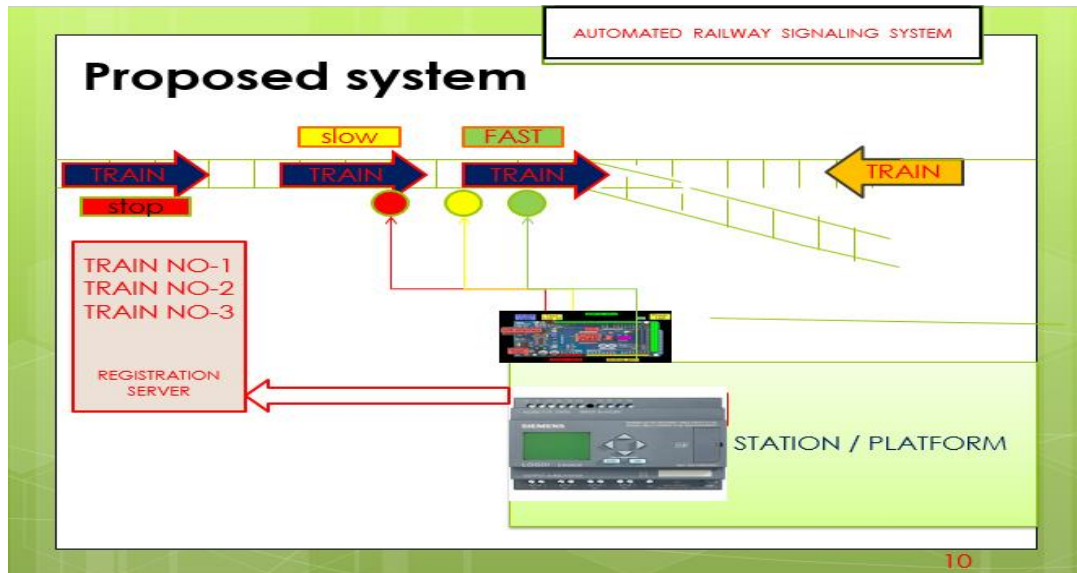 AUTOMATED RAILWAY SIGNALING SYSTEM
Proposed system
slow
FAST
TRAIN
TRAIN
TRAIN
TRAIN
stop
TRAIN NO-1
TRAIN NO-2
TRAIN NO-3
REGISTRATION
SERVER
SIEMENS
STATION / PLATFORM
10